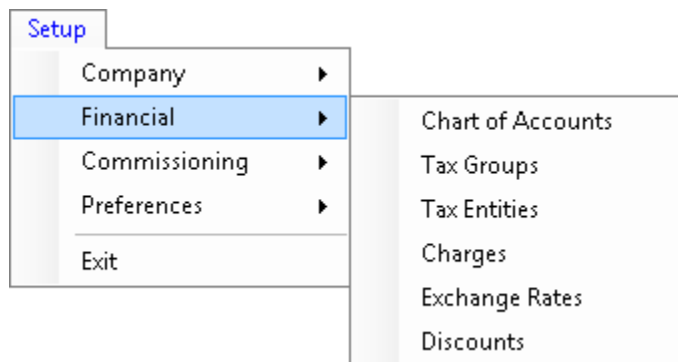 Setup
Company
Financial
Commissioning
Preferences
Exit
Chart of Accounts
Tax Groups
Tax Entities
Charges
Exchange Rates
Discounts